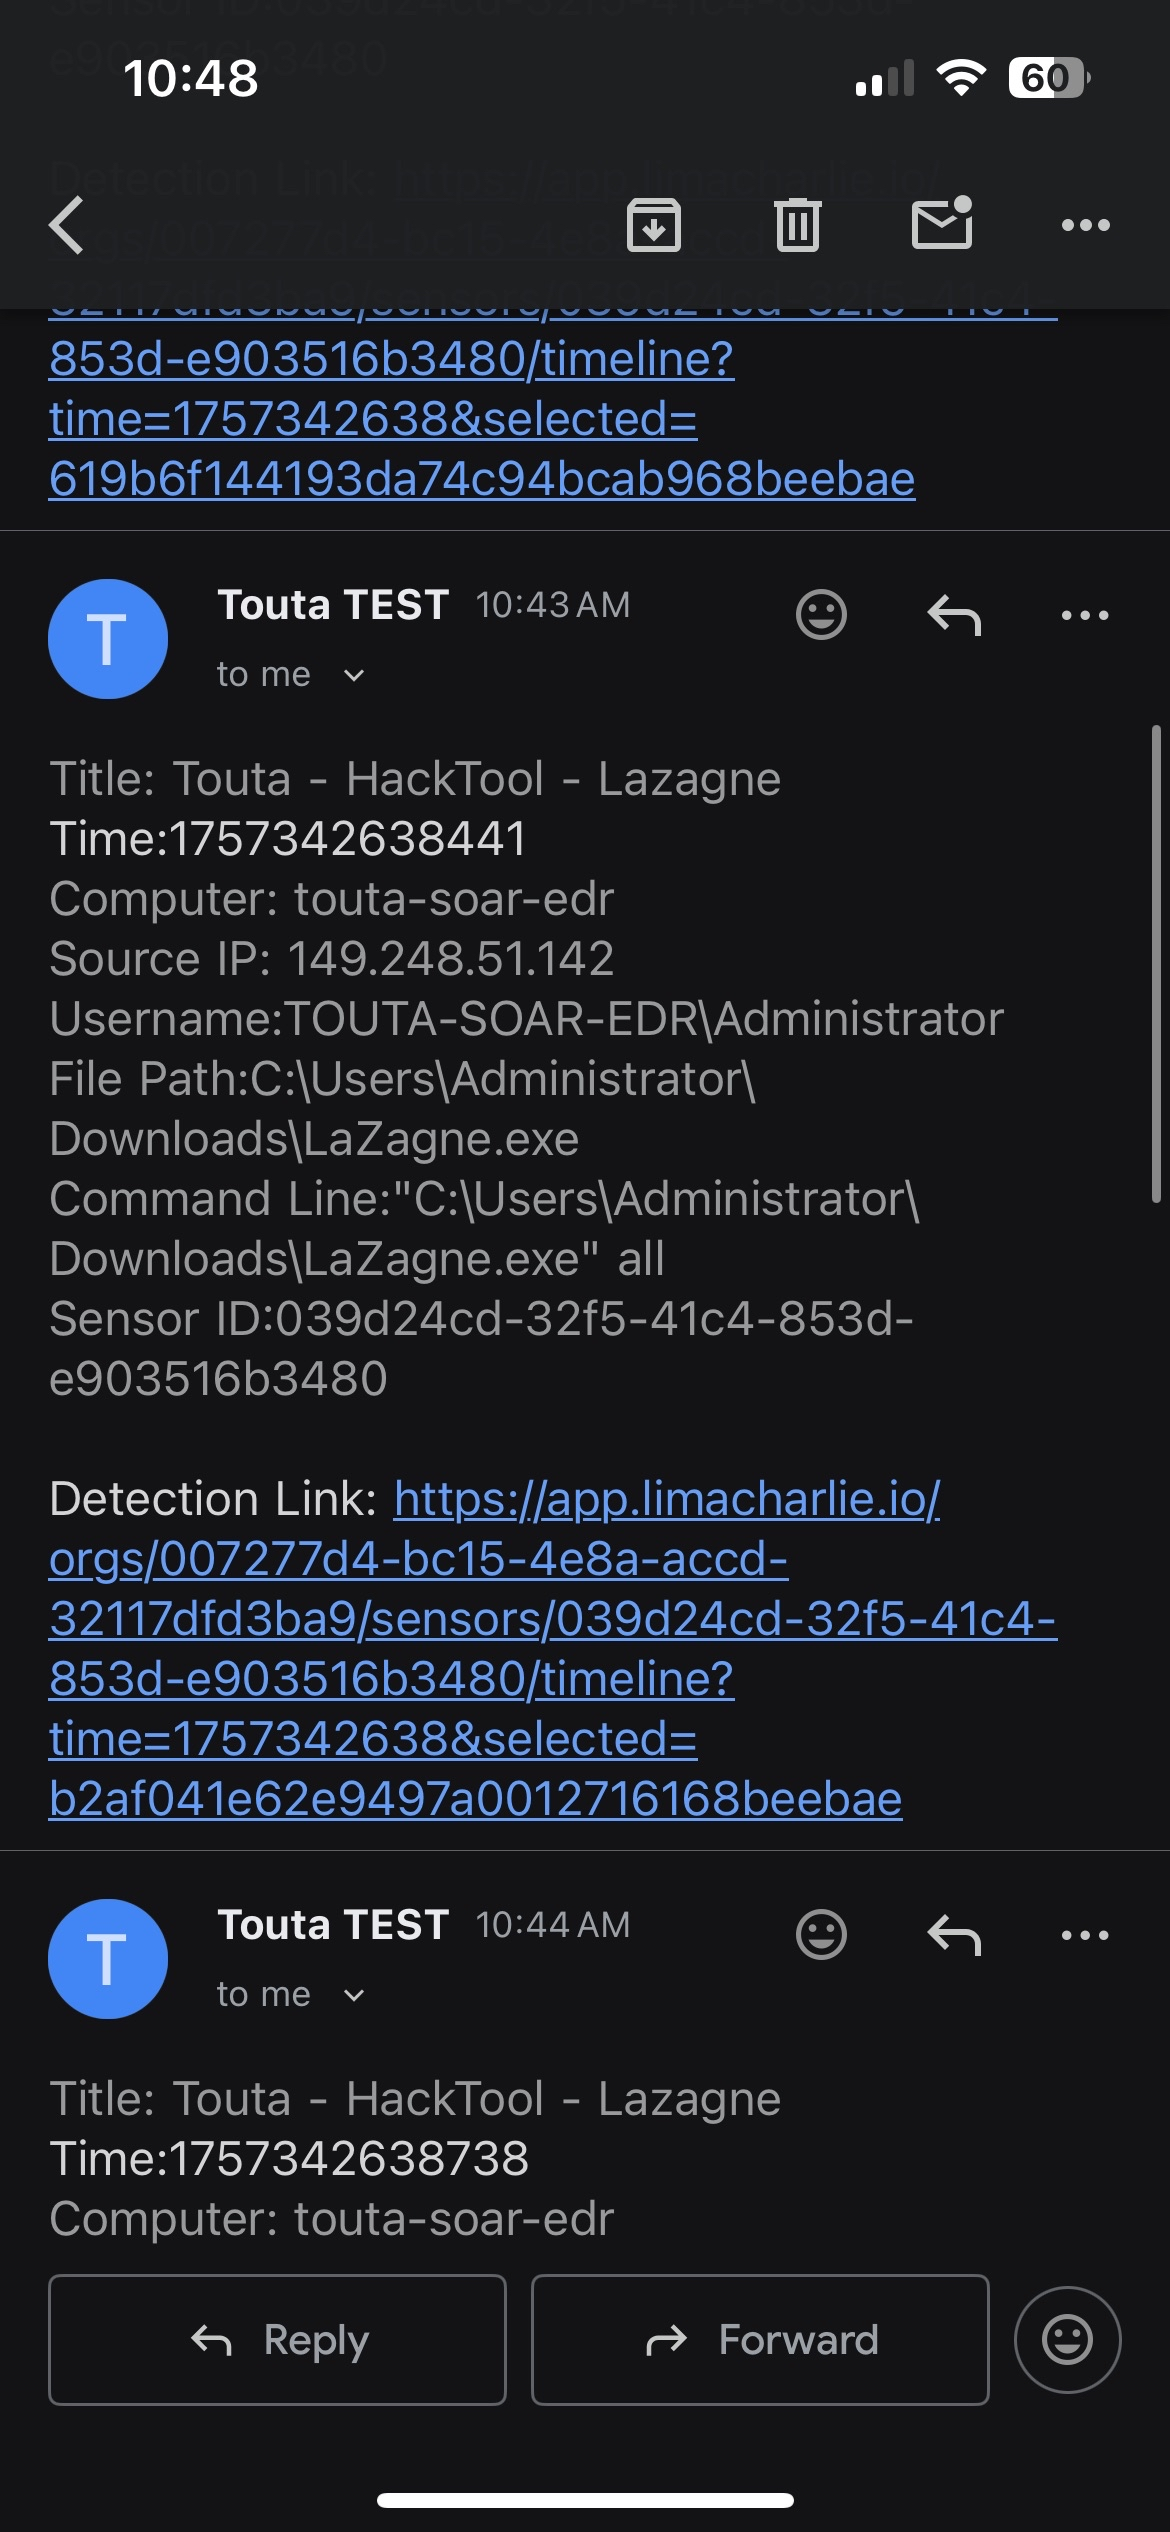 10:48
60
853d-e903516b3480/timeline?
time=1757342638&selected=
619b6f144193da74c94bcab968beebae
T
Touta TEST 10:43 AM
to me
Title: Touta - HackTool - Lazagne
Time:1757342638441
Computer: touta-soar-edr
Source IP: 149.248.51.142
Username:TOUTA-SOAR-EDR\Administrator
File Path:C:\Users\Administrator\
Downloads\LaZagne.exe
Command Line:"C:\Users\Administrator\
Downloads\LaZagne.exe" all
Sensor ID:039d24cd-32f5-41c4-853d-
e903516b3480
Detection Link: https://app.limacharlie.io/
orgs/007277d4-bc15-4e8a-accd-
32117dfd3ba9/sensors/039d24cd-32f5-41c4-
853d-e903516b3480/timeline?
time=1757342638&selected=
b2af041e62e9497a0012716168beebae
T
Touta TEST 10:44 AM
to me
Title: Touta - HackTool - Lazagne
Time:1757342638738
Computer: touta-soar-edr
Reply
Forward